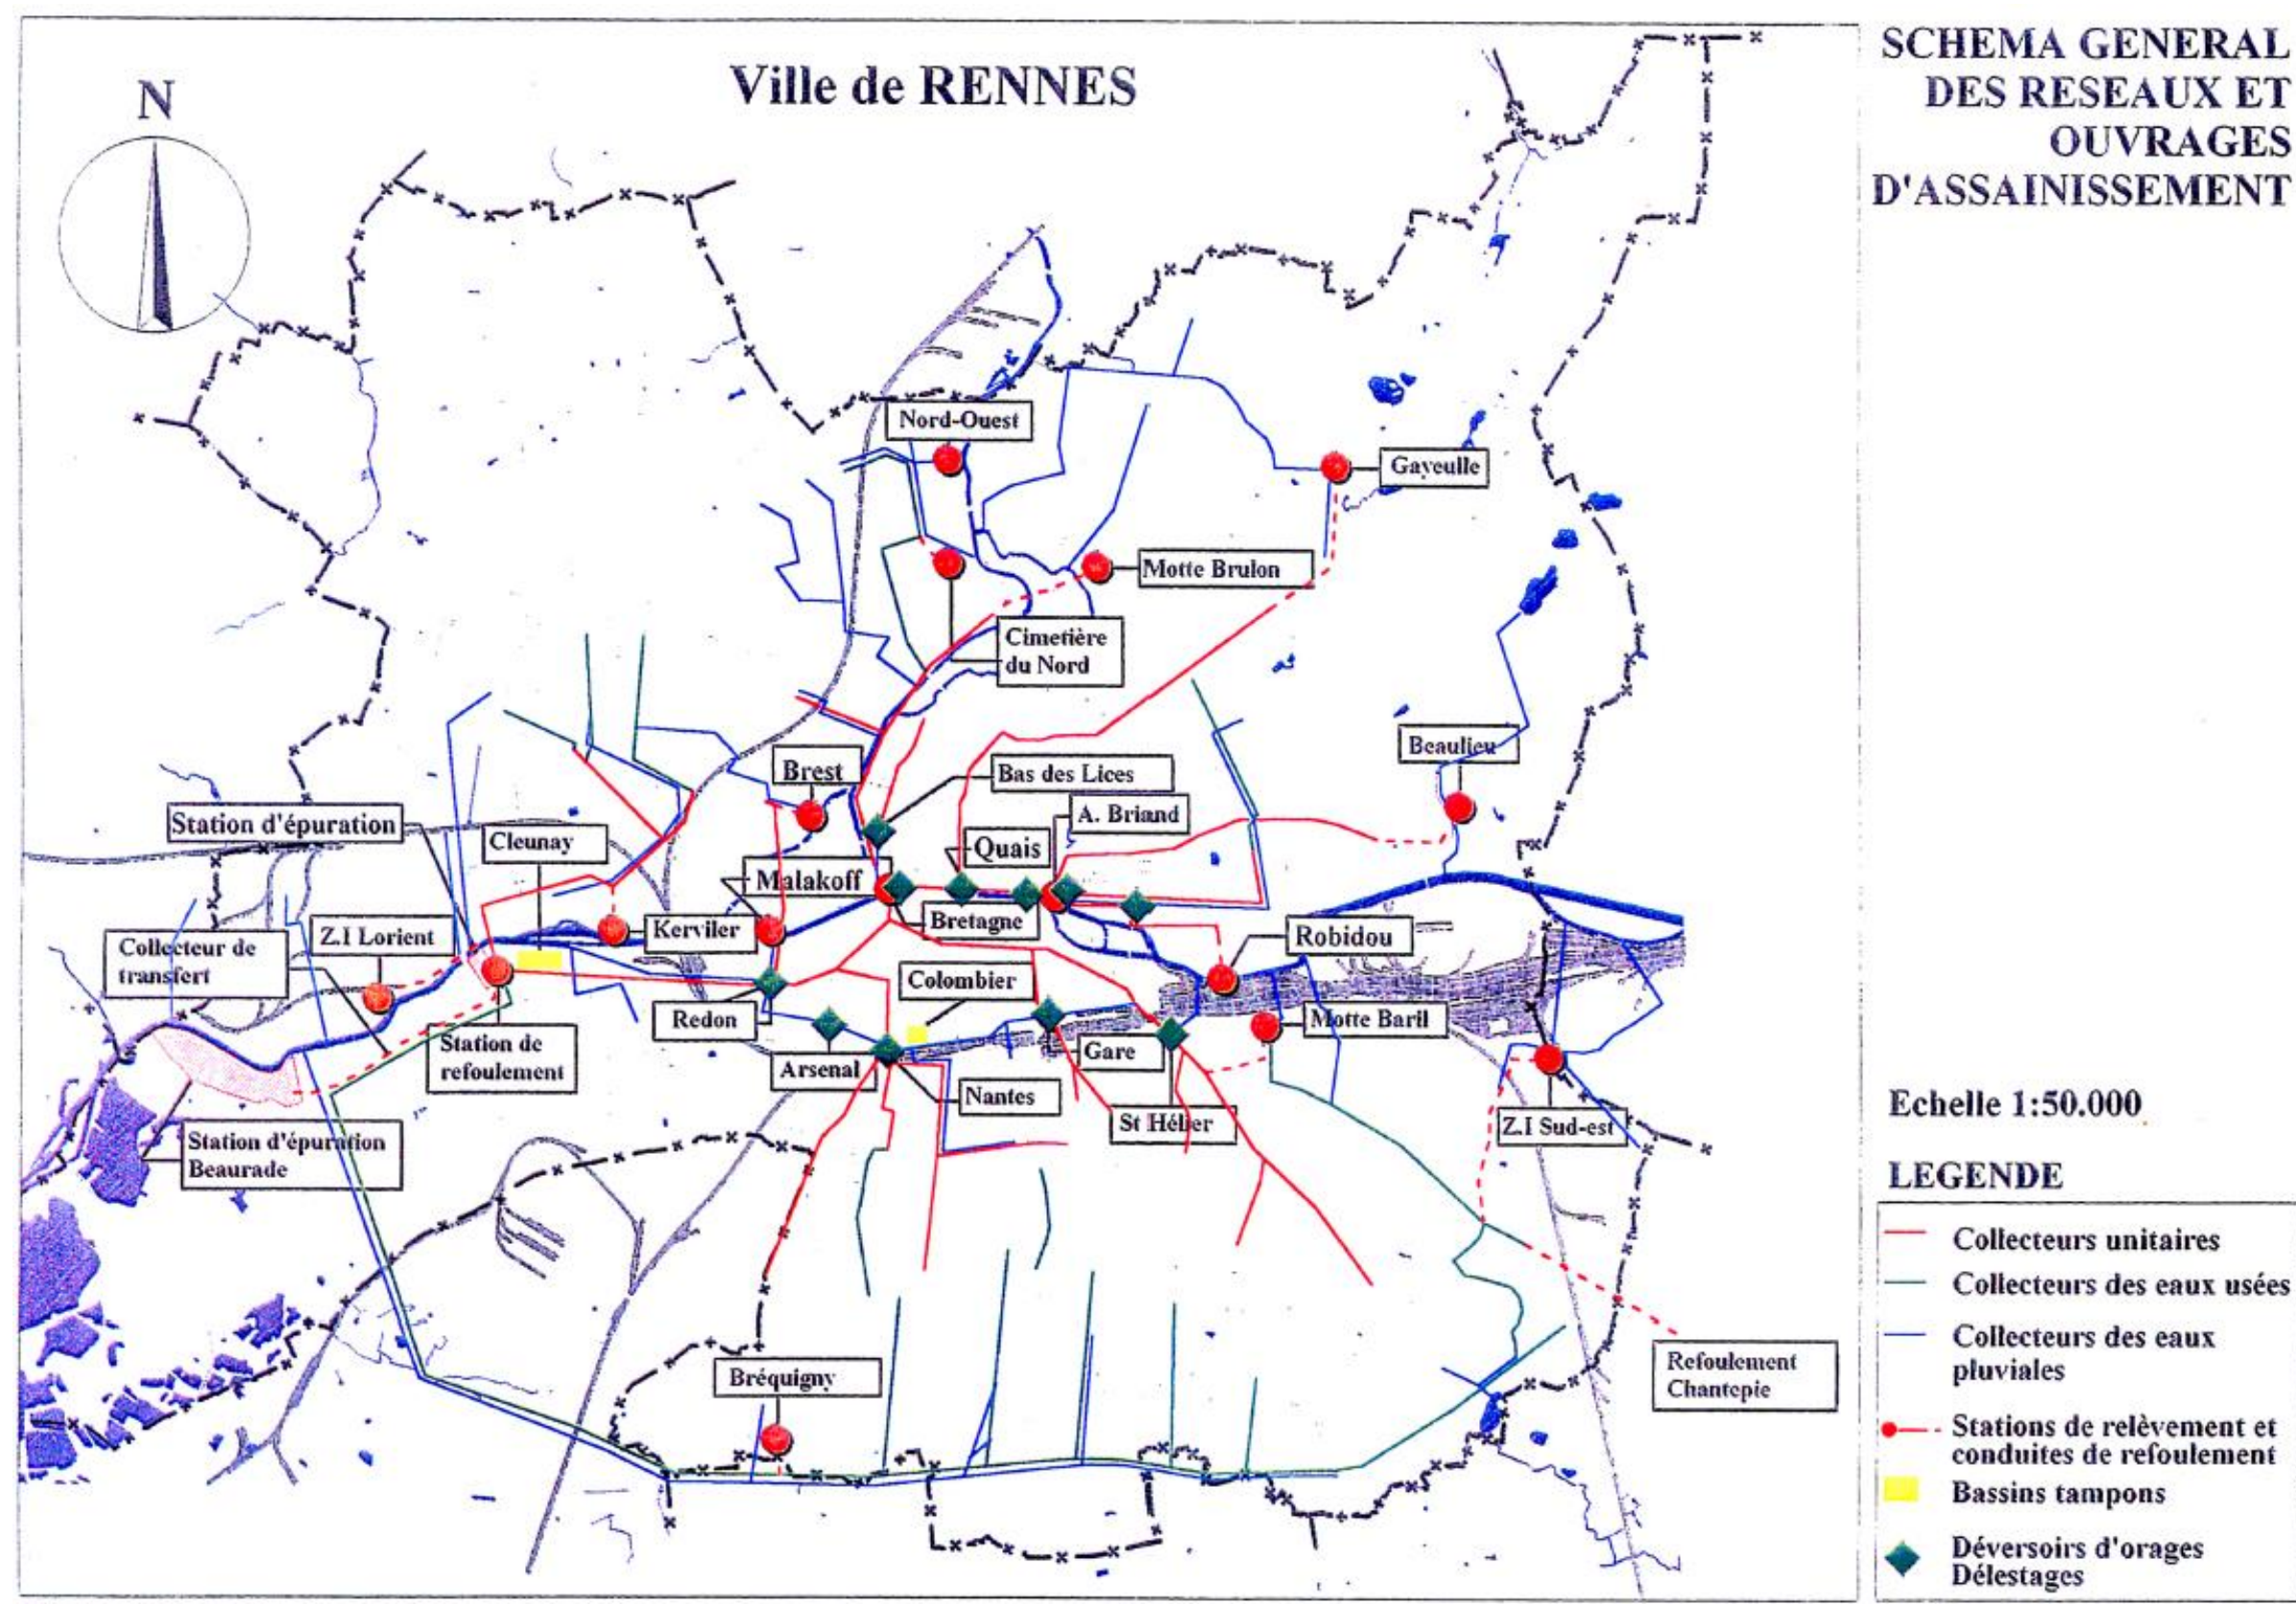 SCHEMA GENERAL
DES RESEAUX ET
OUVRAGES
D'ASSAINISSEMENT
Ville de RENNES
N
Nord-Ouest
Gayeulle
Motte Brulon
Cimetière
du Nord
Beaulieu
Brest
Bas des Lices
A. Briand
Station d'épuration
Cleunay
Quais
Malakoff
Bretagne
Kerviler
Robidou
Z.I Lorient
Collecteur de
transfert
Colombier
Redon
Motte Baril
Station de
refoulement
Gare
Arsenal
Nantes
St Hélier
Z.I Sud-est
Station d'épuration
Beaurade
Bréquigny
Refoulement
Chantepie
Echelle 1:50.000
LEGENDE
Collecteurs unitaires
Collecteurs des eaux usées
Collecteurs des eaux
pluviales
Stations de relèvement et
conduites de refoulement
Bassins tampons
Déversoirs d'orages
Délestages